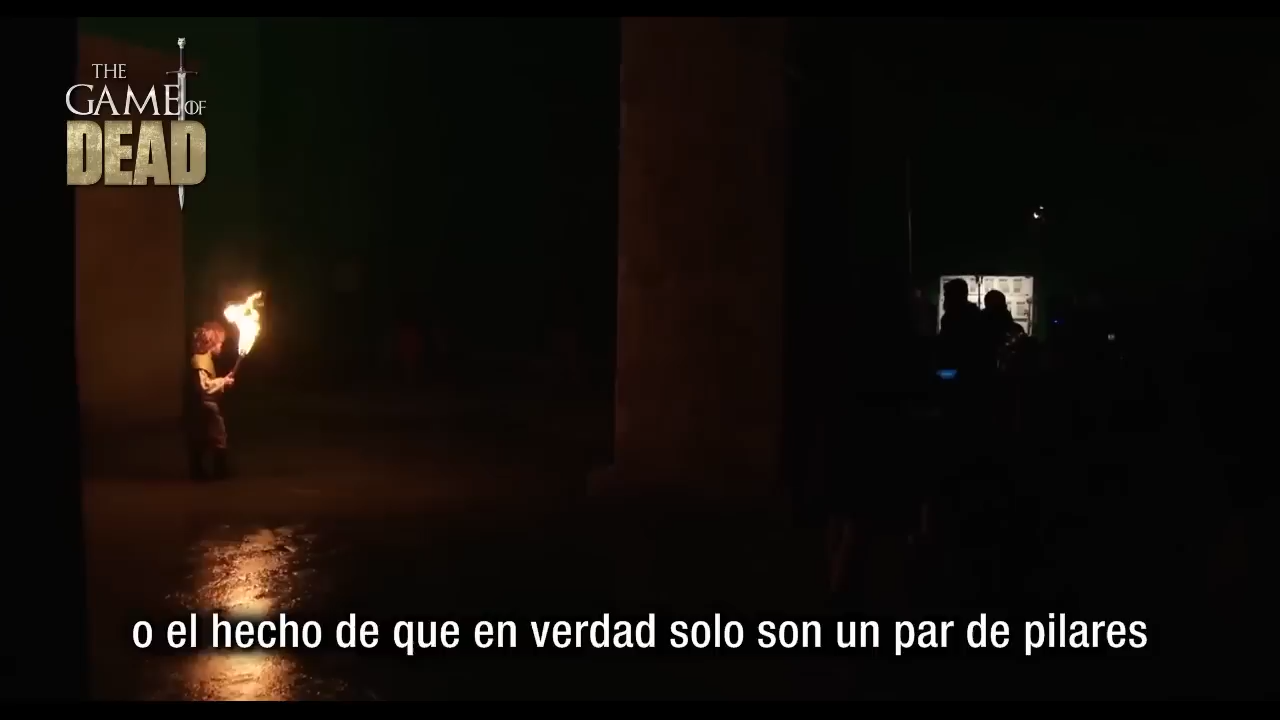 THE
GAME OF
DEAD
o el hecho de que en verdad solo son un par de pilares